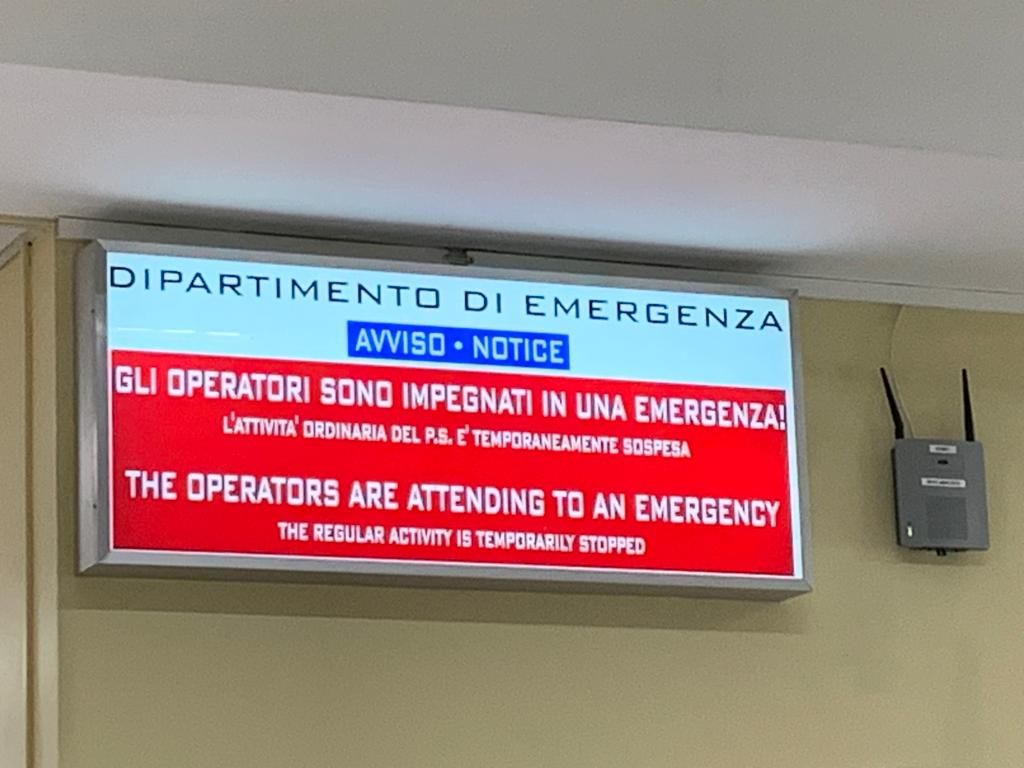 DIPARTIMENTO DI EMERGENZA
AVVISO • NOTICE
GLI OPERATORI SONO IMPEGNATI IN UNA EMERGENZA!
L'ATTIVITA' ORDINARIA DEL P.S. E' TEMPORANEAMENTE SOSPESA
THE OPERATORS ARE ATTENDING TO AN EMERGENCY
THE REGULAR ACTIVITY IS TEMPORARILY STOPPED